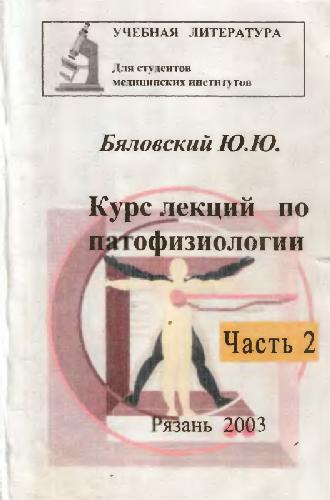 УЧЕБНАЯ ЛИТЕРАТУРА
Для студентов
медицинских институтов
Бяловский Ю.Ю.
Курс лекций по
патофизиологии
Часть 2
Рязань 2003